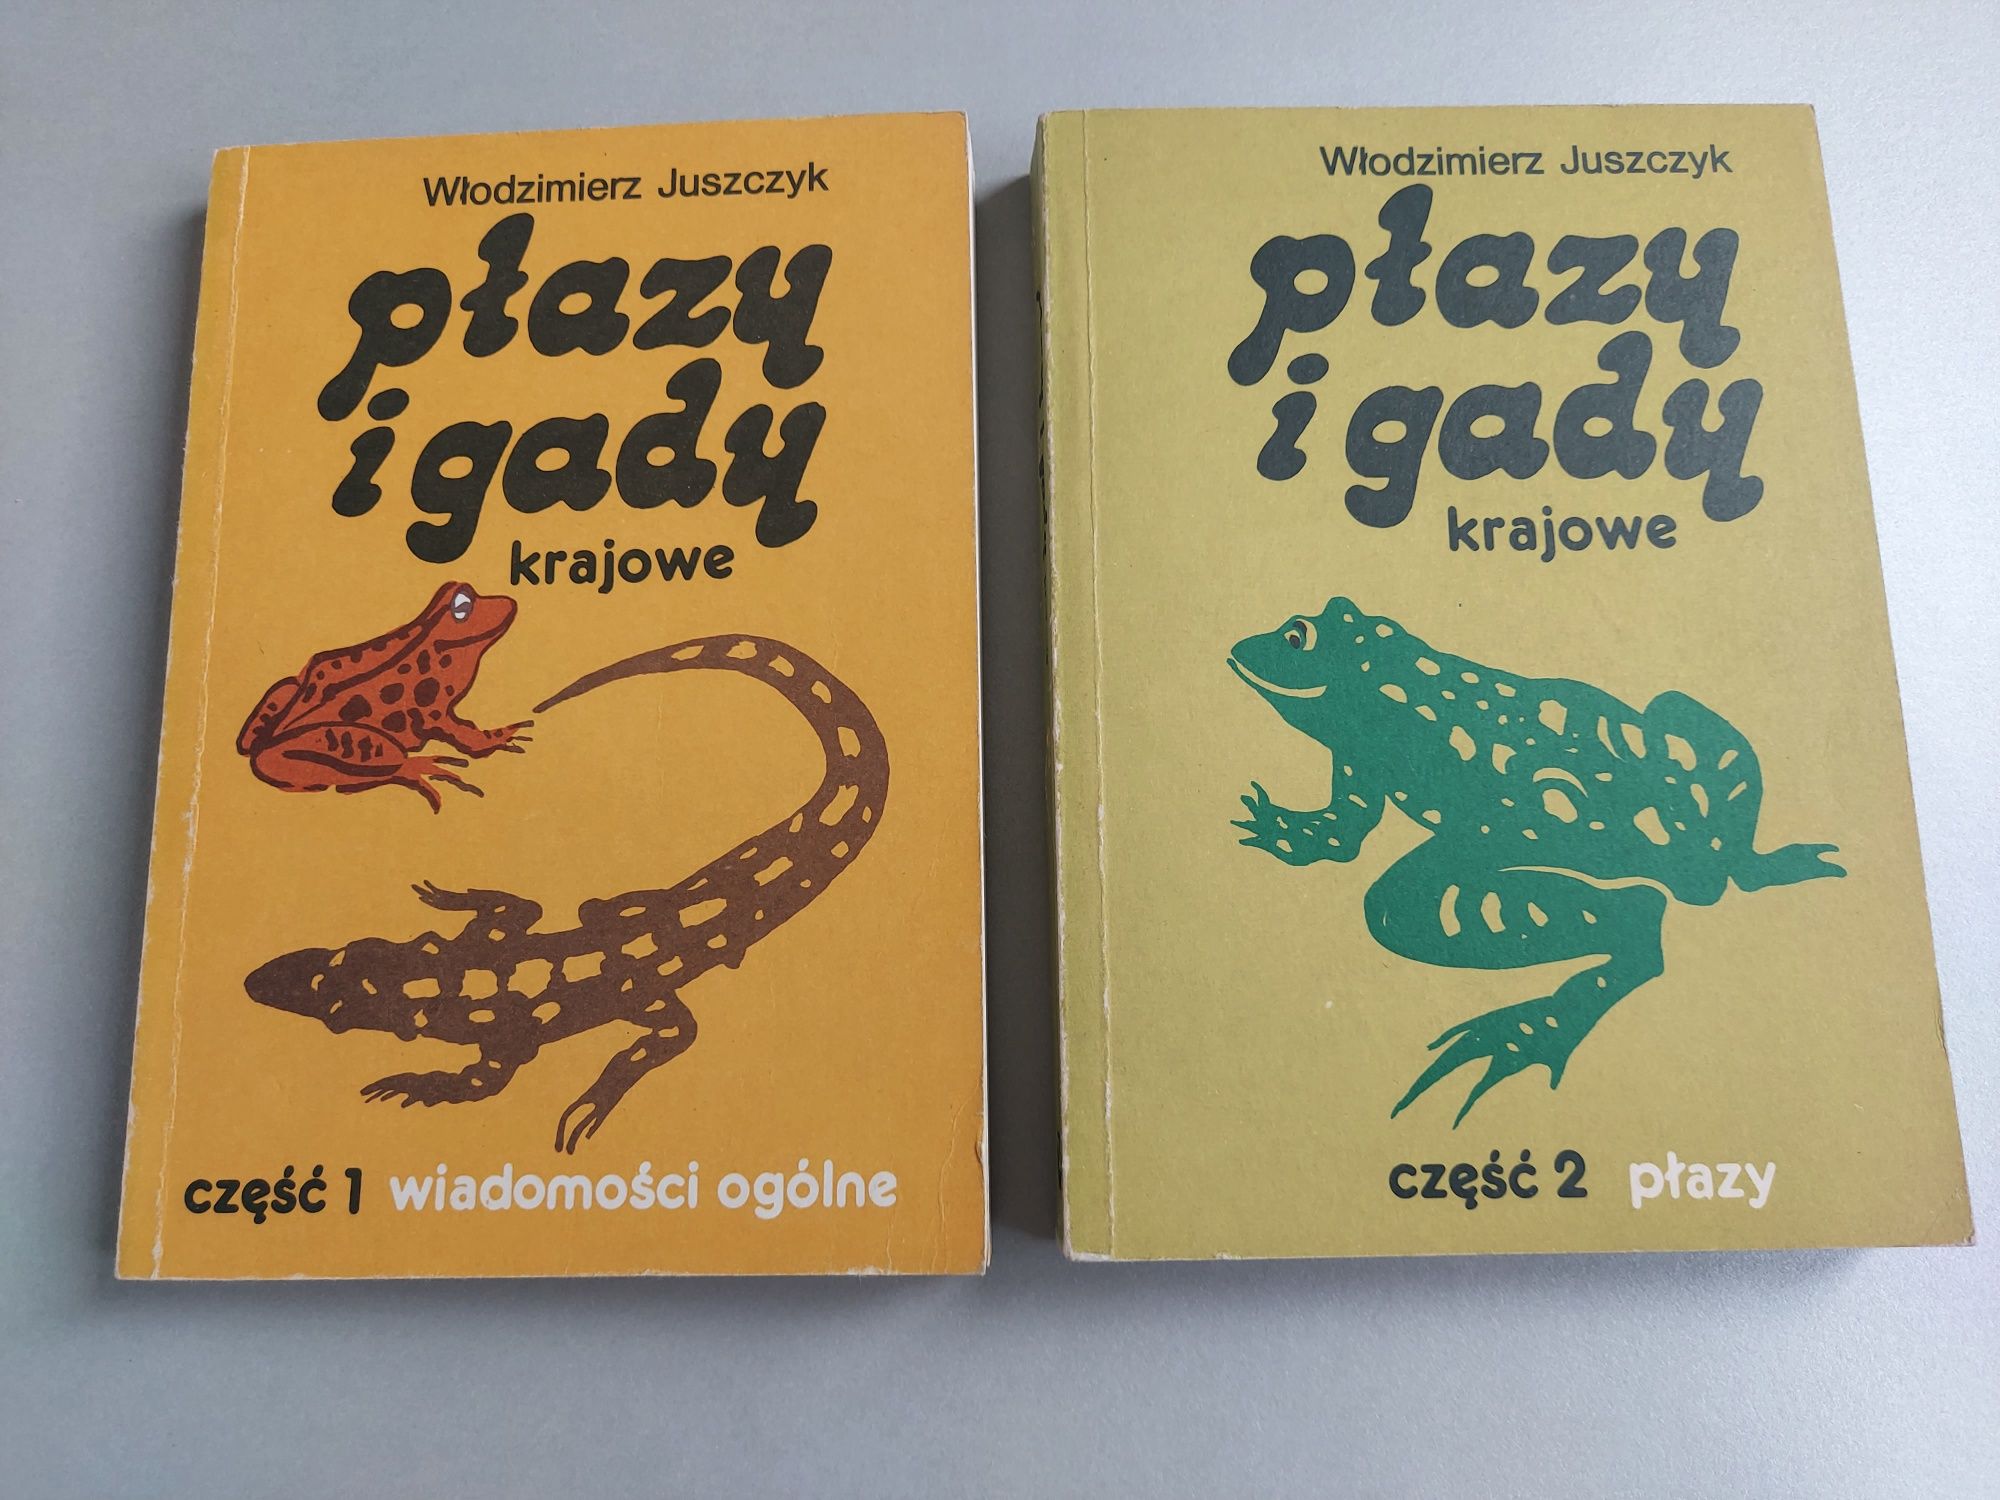 Włodzimierz Juszczyk
płazy
i gady
krajowe
część 1 wiadomości ogólne
Włodzimierz Juszczyk
płazy
i gady
krajowe
część 2 płazy